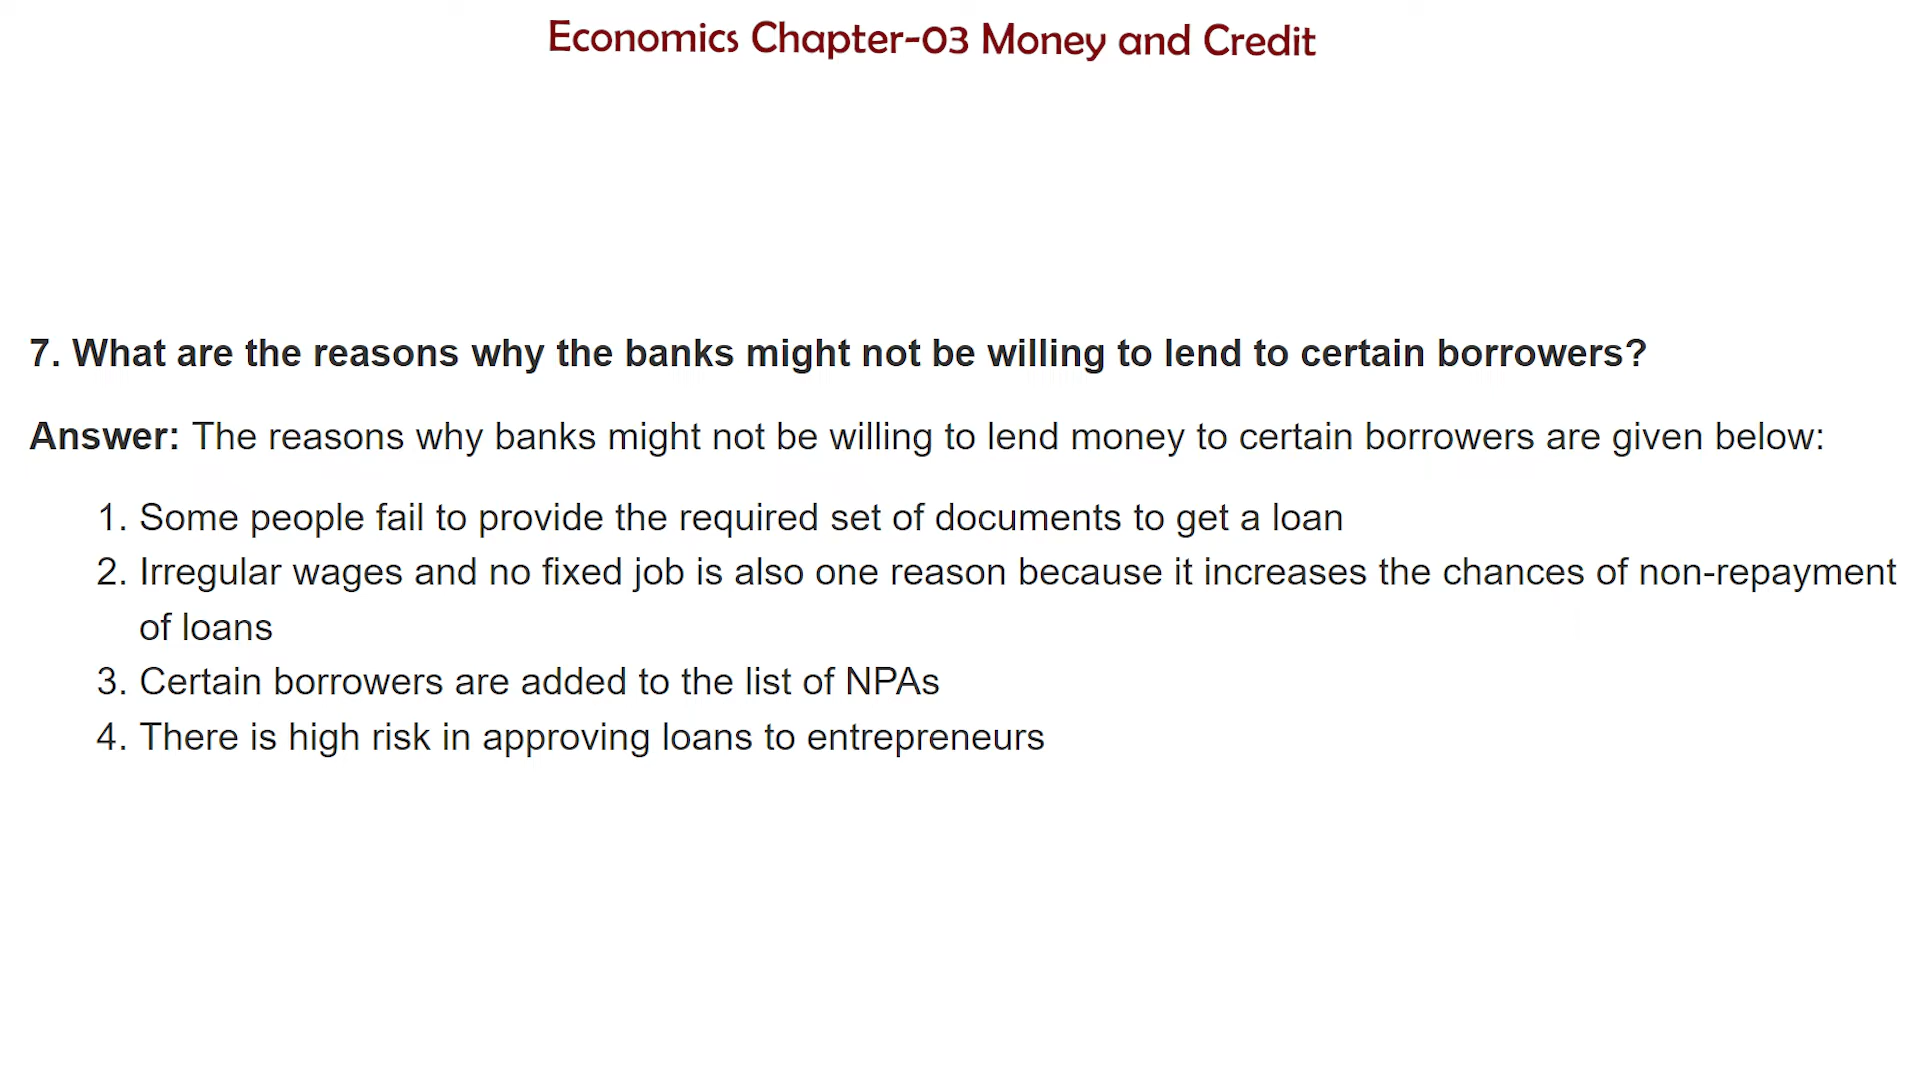 Economics Chapter-03 Money and Credit
7. What are the reasons why the banks might not be willing to lend to certain borrowers?
Answer: The reasons why banks might not be willing to lend money to certain borrowers are given below:
1. Some people fail to provide the required set of documents to get a loan
2. Irregular wages and no fixed job is also one reason because it increases the chances of non-repayment
of loans
3. Certain borrowers are added to the list of NPAs
4. There is high risk in approving loans to entrepreneurs